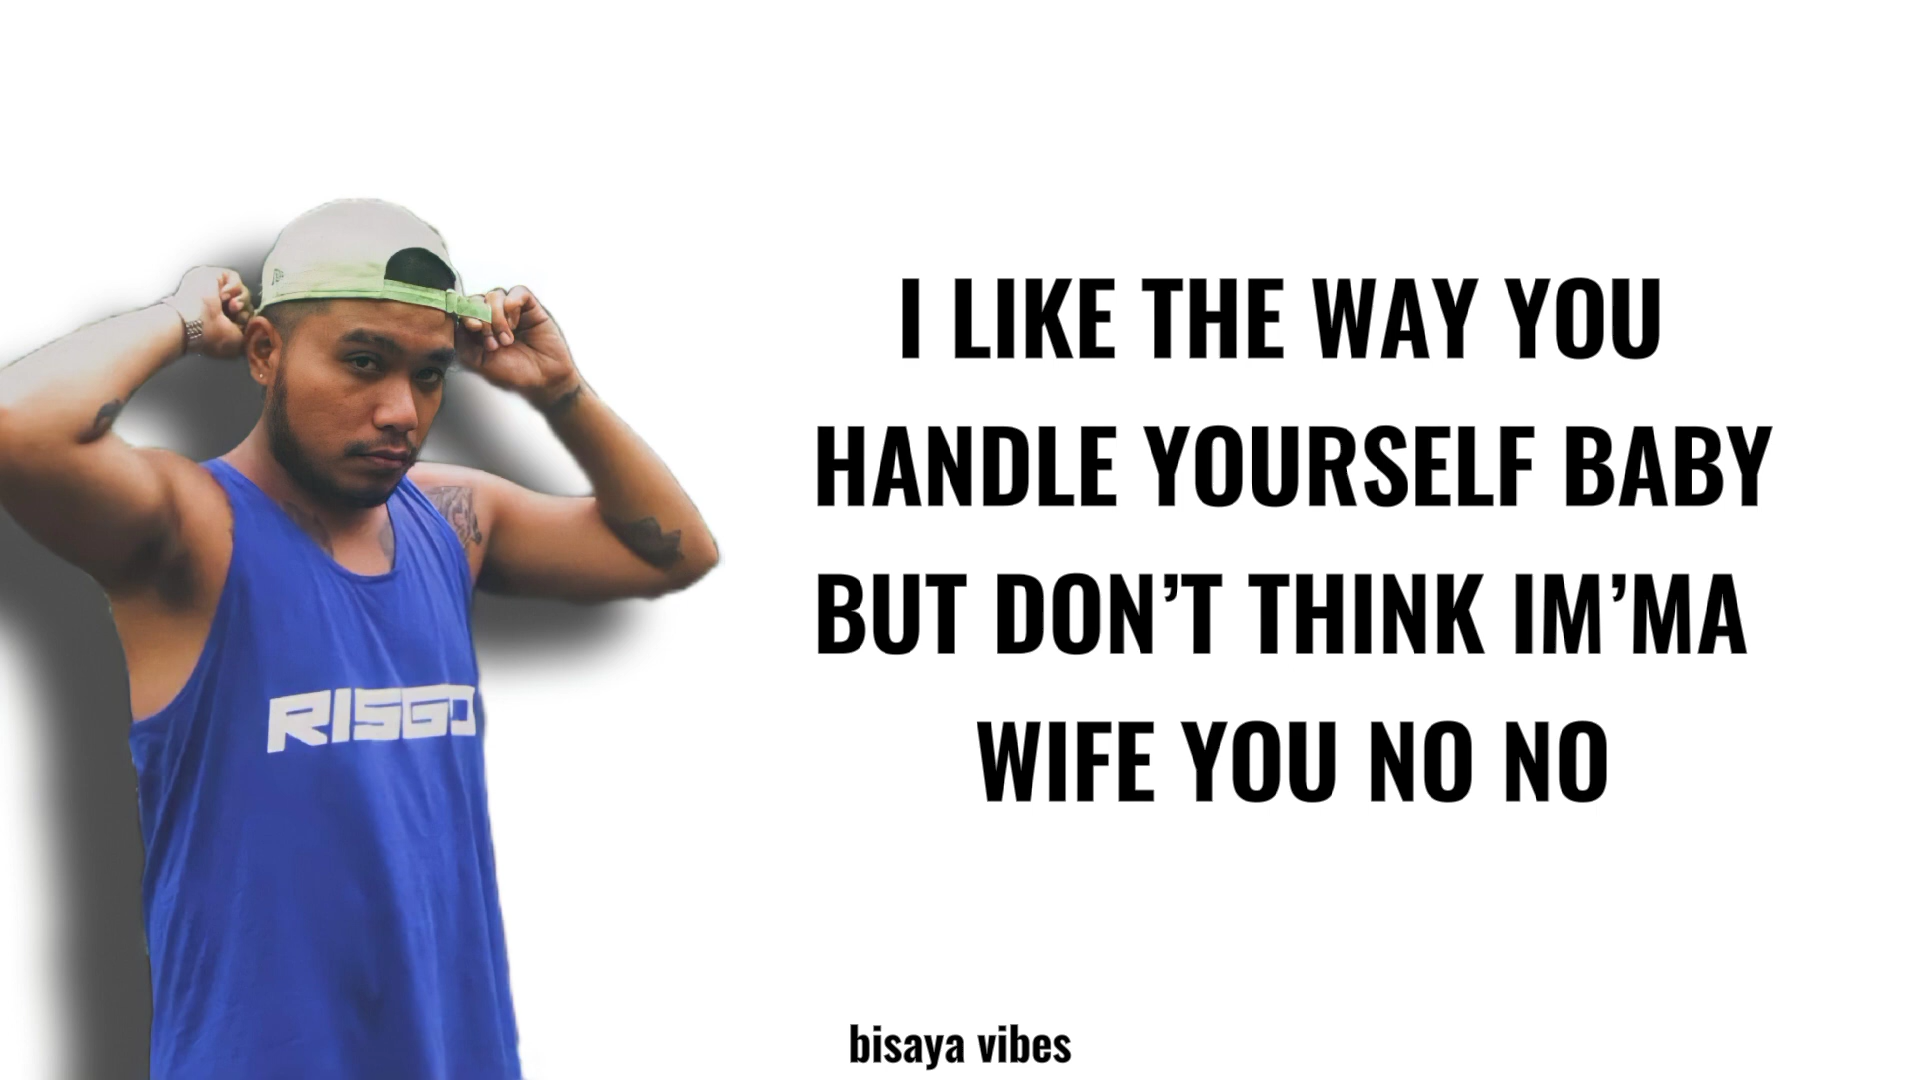 I LIKE THE WAY YOU
HANDLE YOURSELF BABY
BUT DON’T THINK IM’MA
WIFE YOU NO NO
RISGO
bisaya vibes